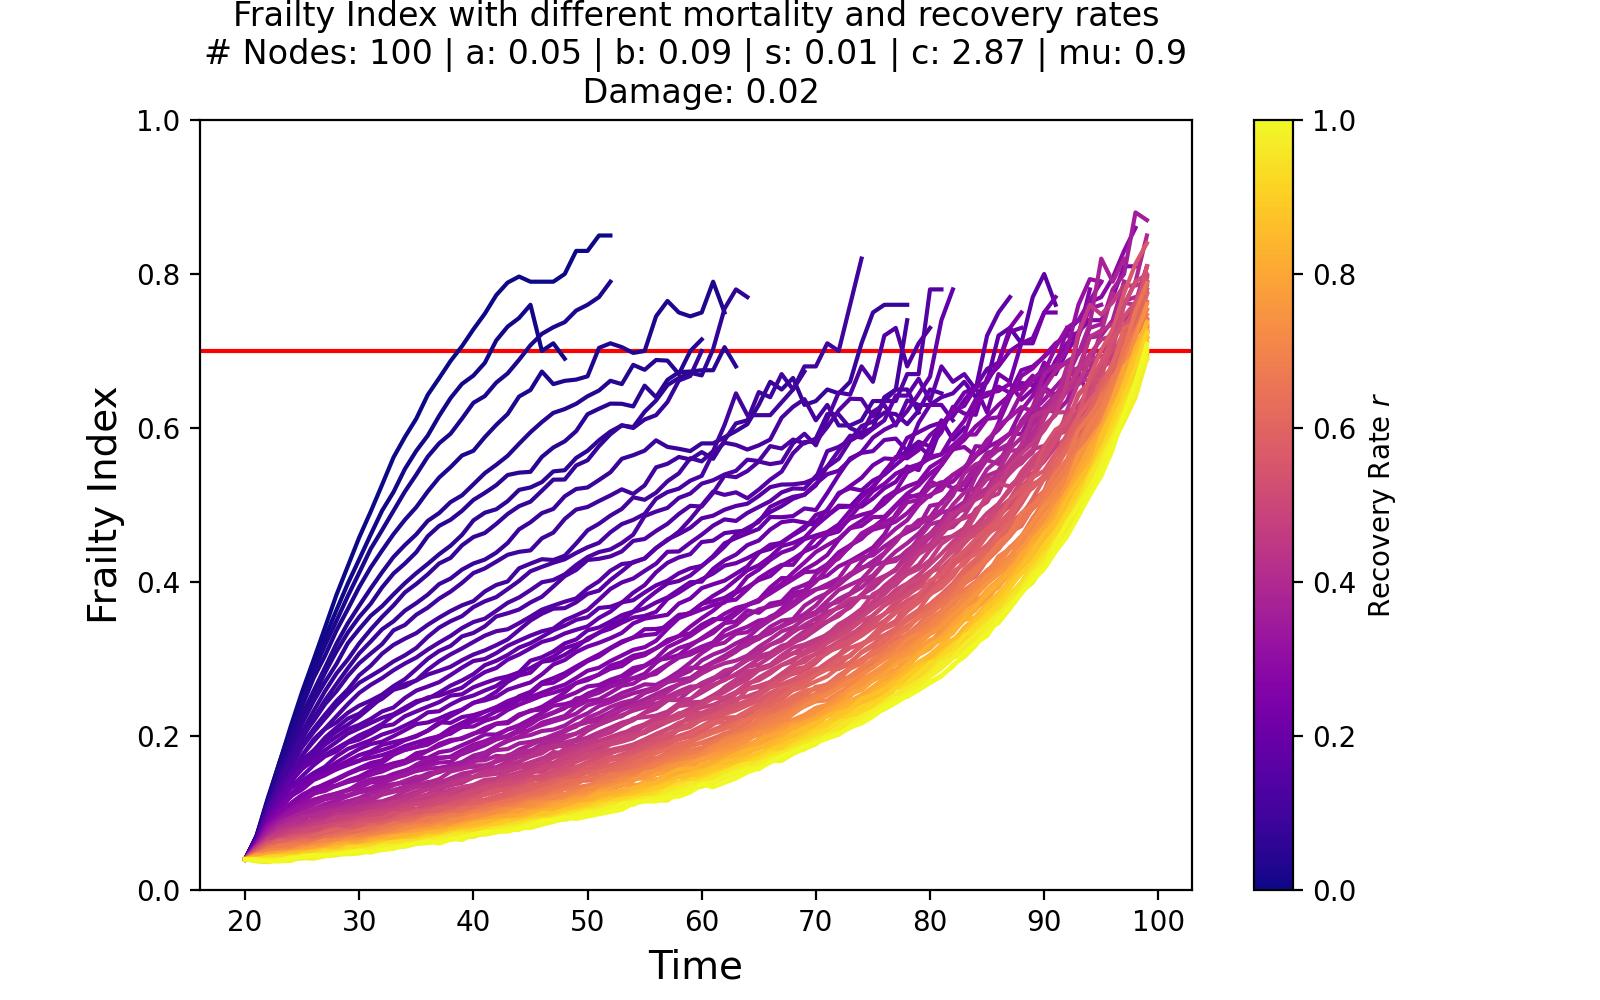 Frailty Index with different mortality and recovery rates
# Nodes: 100 | a: 0.05 | b: 0.09 | s: 0.01 | c: 2.87 | mu: 0.9
Damage: 0.02
1.0
0.8
0.6
0.4
0.2
0.0
Frailty Index
20 30 40 50 60 70 80 90 100
Time
1.0
0.8
0.6
0.4
0.2
0.0
Recovery Rate r